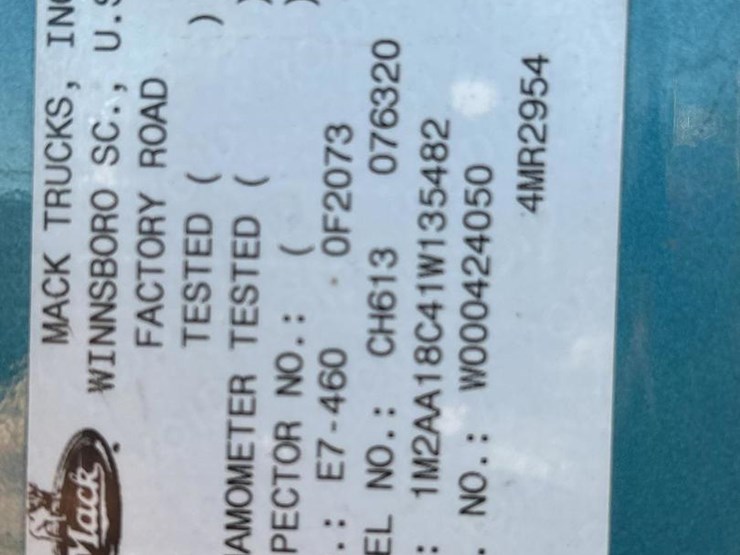 Mack
MACK TRUCKS, INC
WINNSBORO SC., U.S
FACTORY ROAD
TESTED ( )
AMOMETER TESTED ( )
PECTOR NO.: ( )
.: E7-460 0F2073
EL NO.: CH613 076320
: 1M2AA18C41W135482
. NO.: W000424050
4MR2954